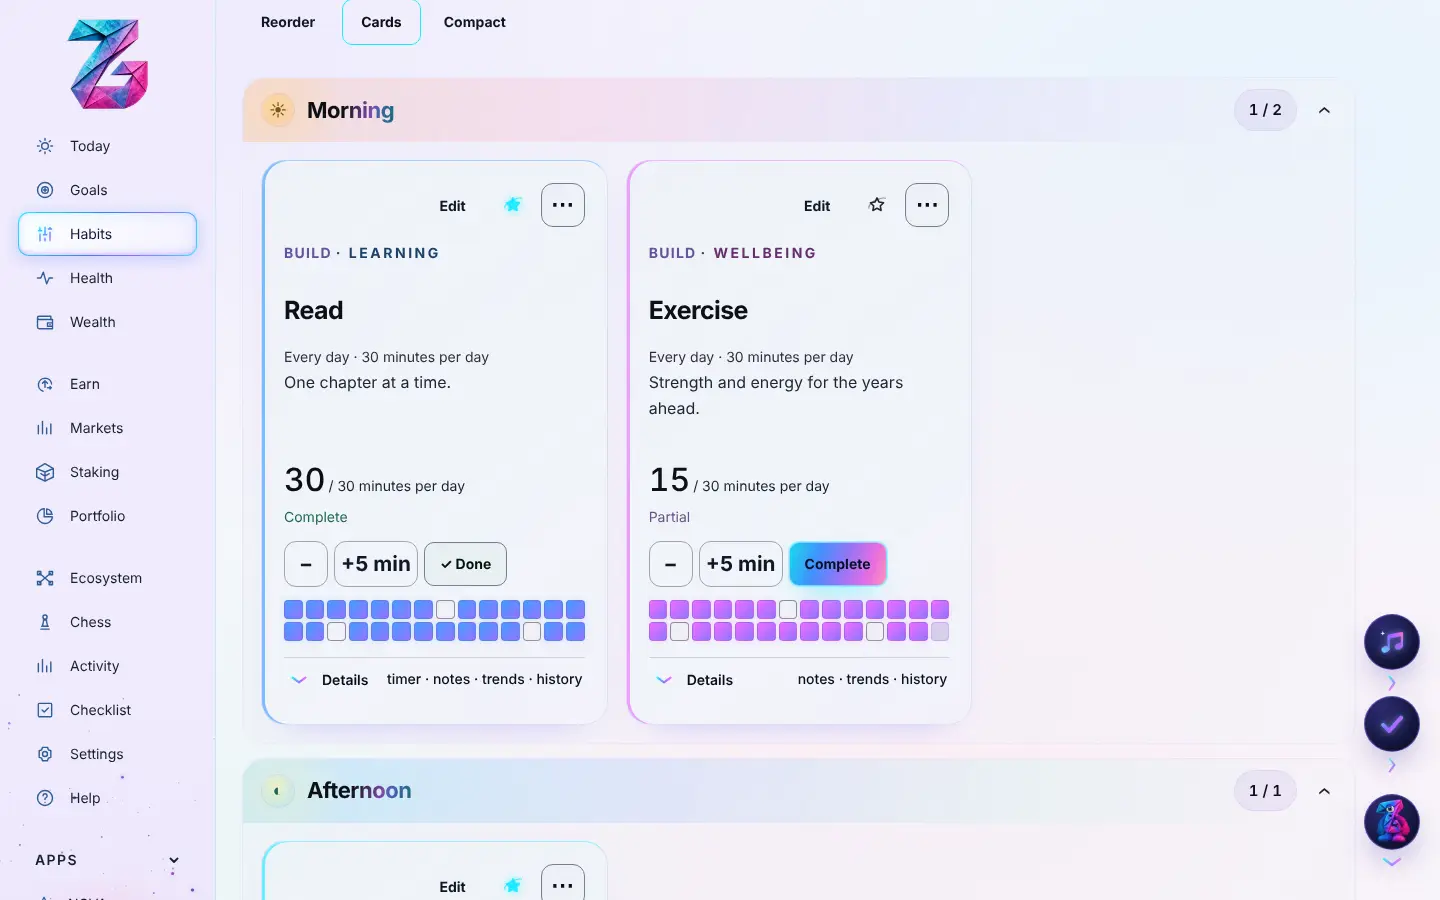 Reorder
Cards
Compact
Today
Goals
Habits
Health
Wealth
Earn
Markets
Staking
Portfolio
Ecosystem
Chess
Activity
Checklist
Settings
Help
APPS
Morning
1 / 2
Edit
BUILD · LEARNING
Read
Every day · 30 minutes per day
One chapter at a time.
30 / 30 minutes per day
Complete
– +5 min ✓ Done
Details timer · notes · trends · history
Edit
BUILD · WELLBEING
Exercise
Every day · 30 minutes per day
Strength and energy for the years
ahead.
15 / 30 minutes per day
Partial
– +5 min Complete
Details notes · trends · history
Afternoon
1 / 1
Edit